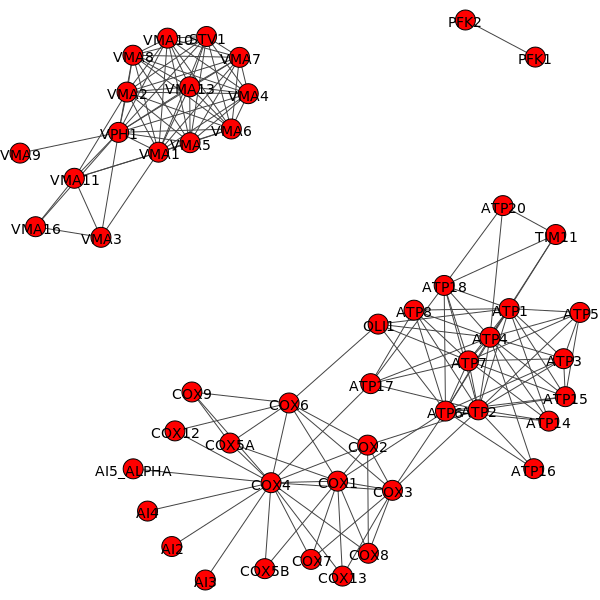 PFK2
VMA10
STV1
VMA8
VMA7
PFK1
VMA13
VMA2
VMA4
VMA6
VPH1
VMA5
VMA9
VMA1
VMA11
ATP20
VMA16
VMA3
TIM11
ATP18
ATP8
ATP1
ATP5
OLI1
ATP4
ATP7
ATP3
ATP17
COX9
ATP15
COX6
ATP6
ATP2
ATP14
COX12
COX5A
COX2
AI5_ALPHA
ATP16
COX4
COX1
COX3
AI4
AI2
COX7
COX8
COX5B
COX13
AI3